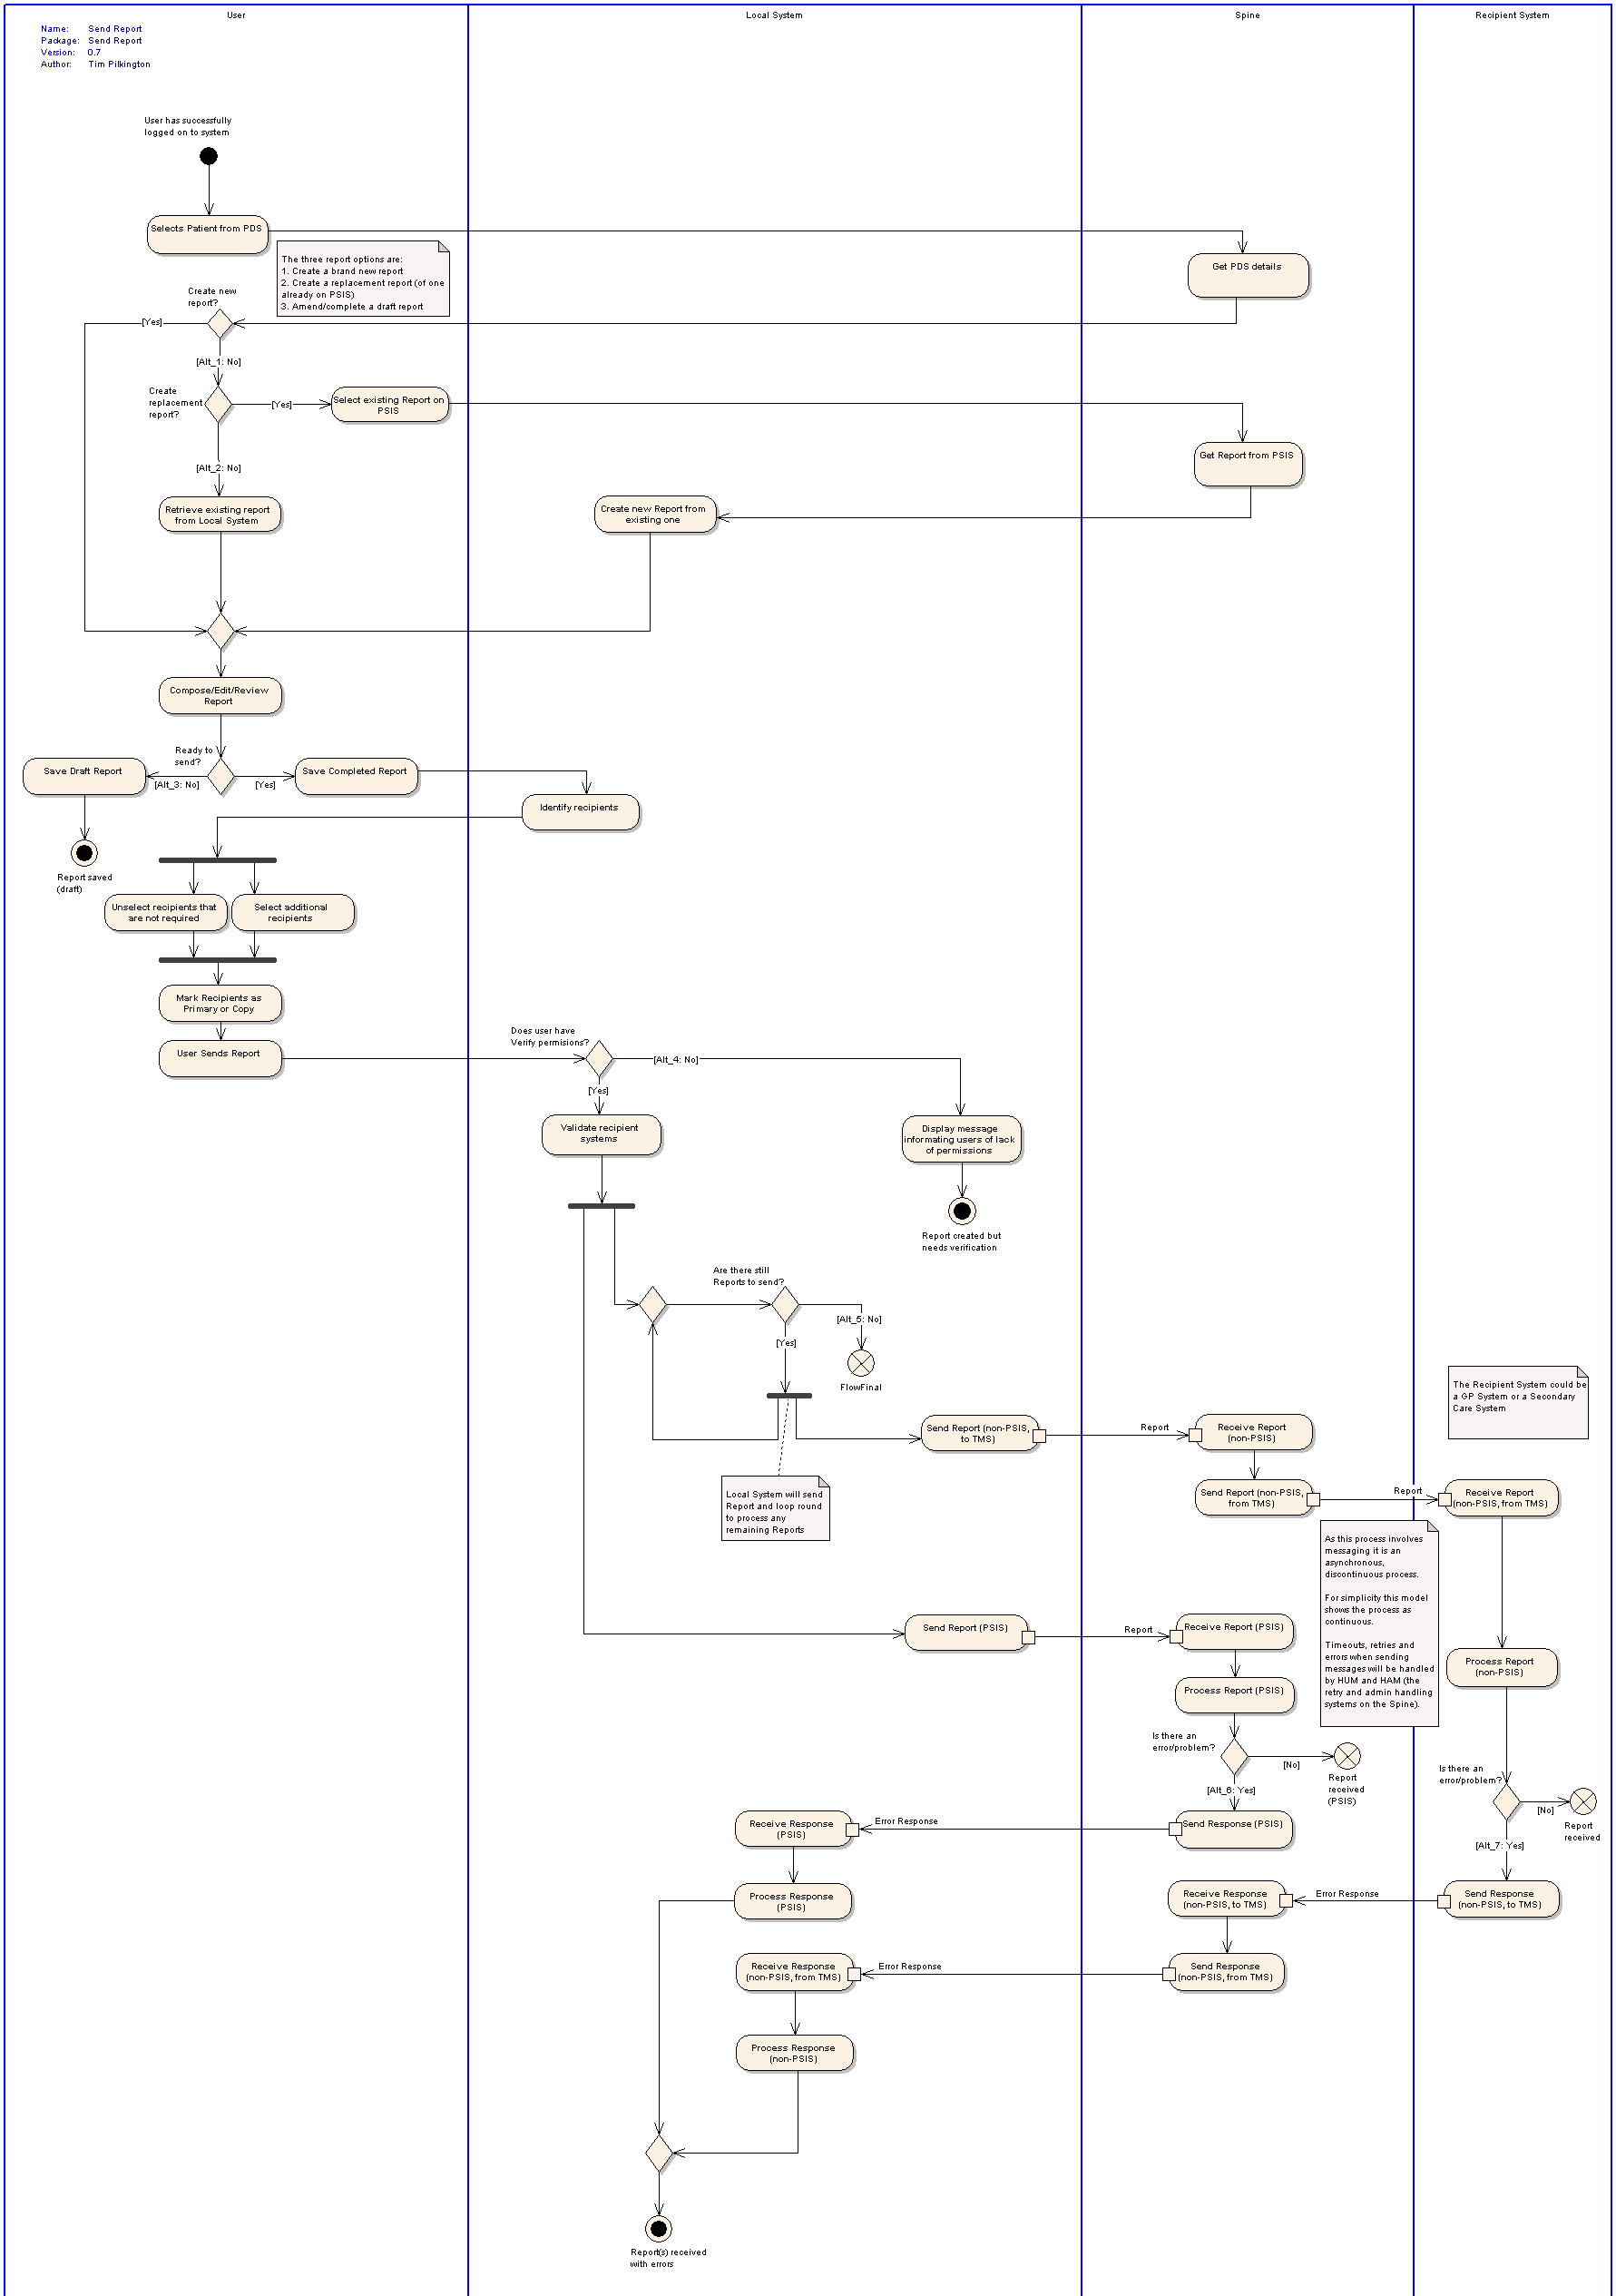 User
Local System
Spine
Recipient System
Name: Send Report
Package: Send Report
Version: 0.7
Author: Tim Pilkington
User has successfully
logged on to system
Selects Patient from PDS
The three report options are:
1. Create a brand new report
2. Create a replacement report (of one
already on PSIS)
3. Amend/complete a draft report
Get PDS details
Create new
report?
[Yes]
[Alt_1: No]
Create
replacement
report?
[Yes]
Select existing Report on
PSIS
[Alt_2: No]
Get Report from PSIS
Retrieve existing report
from Local System
Create new Report from
existing one
Compose/Edit/Review
Report
Ready to
send?
Save Draft Report
[Alt_3: No]
[Yes]
Save Completed Report
Identify recipients
Report saved
(draft)
Unselect recipients that
are not required
Select additional
recipients
Mark Recipients as
Primary or Copy
User Sends Report
Does user have
Verify permisions?
[Alt_4: No]
[Yes]
Validate recipient
systems
Display message
informating users of lack
of permissions
Report created but
needs verification
Are there still
Reports to send?
[Alt_5: No]
[Yes]
FlowFinal
The Recipient System could be
a GP System or a Secondary
Care System
Send Report (non-PSIS,
to TMS)
Report
Receive Report
(non-PSIS)
Local System will send
Report and loop round
to process any
remaining Reports
Send Report (non-PSIS,
from TMS)
Report
Receive Report
(non-PSIS, from TMS)
As this process involves
messaging it is an
asynchronous,
discontinuous process.
For simplicity this model
shows the process as
continuous.
Timeouts, retries and
errors when sending
messages will be handled
by HUM and HAM (the
retry and admin handling
systems on the Spine).
Send Report (PSIS)
Report
Receive Report (PSIS)
Process Report
(non-PSIS)
Process Report (PSIS)
Is there an
error/problem?
[No]
Report
received
(PSIS)
[Alt_6: Yes]
Is there an
error/problem?
[No]
Report
received
[Alt_7: Yes]
Receive Response
(PSIS)
Error Response
Send Response (PSIS)
Process Response
(PSIS)
Receive Response
(non-PSIS, to TMS)
Error Response
Send Response
(non-PSIS, to TMS)
Receive Response
(non-PSIS, from TMS)
Error Response
Send Response
(non-PSIS, from TMS)
Process Response
(non-PSIS)
Report(s) received
with errors